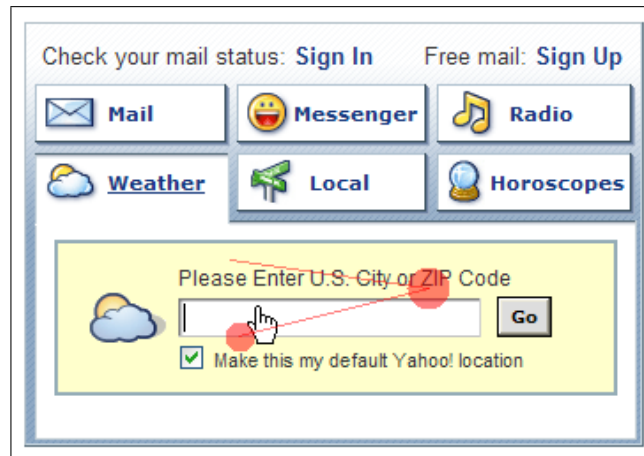 Check your mail status: Sign In Free mail: Sign Up
Mail Messenger Radio
Weather Local Horoscopes
Please Enter U.S. City or ZIP Code
Go
Make this my default Yahoo! location